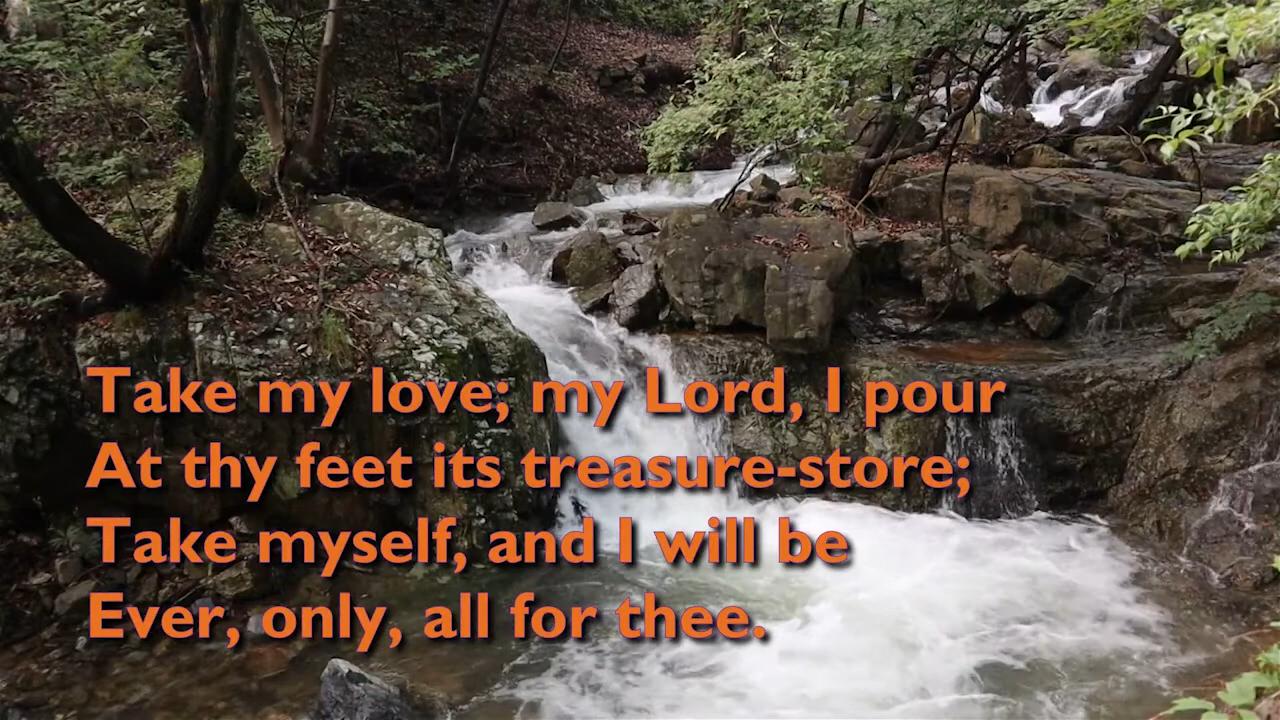 Take my love; my Lord, I pour
At thy feet its treasure-store;
Take myself, and I will be
Ever, only, all for thee.